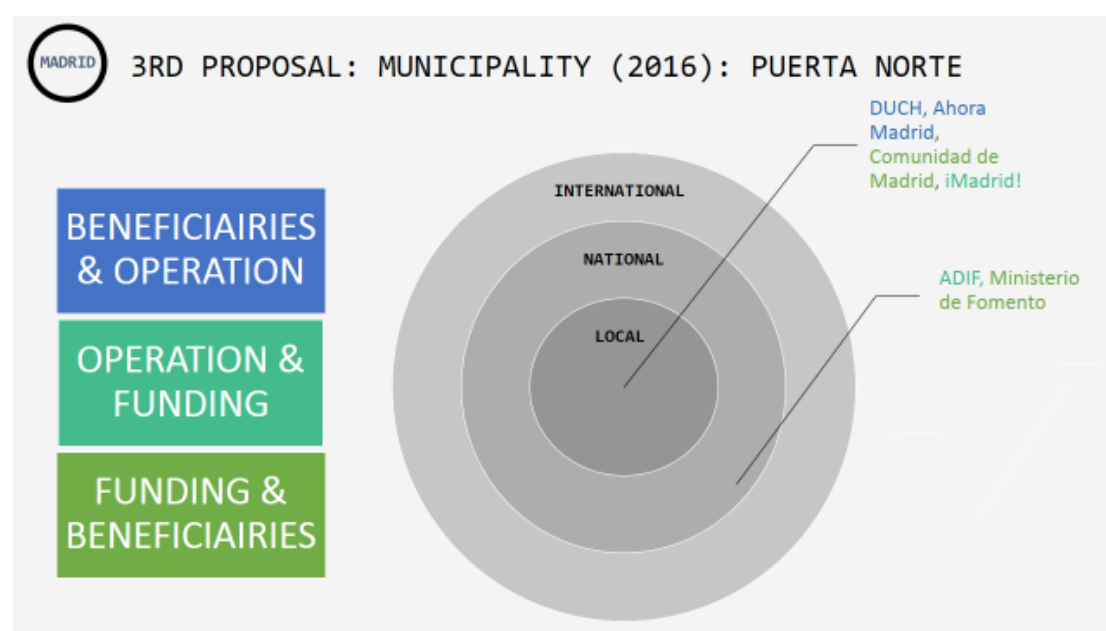 MADRID
3RD PROPOSAL: MUNICIPALITY (2016): PUERTA NORTE
DUCH, Ahora
Madrid,
Comunidad de
Madrid, iMadrid!
INTERNATIONAL
BENEFICIAIRIES
& OPERATION
NATIONAL
ADIF, Ministerio
de Fomento
LOCAL
OPERATION &
FUNDING
FUNDING &
BENEFICIAIRIES